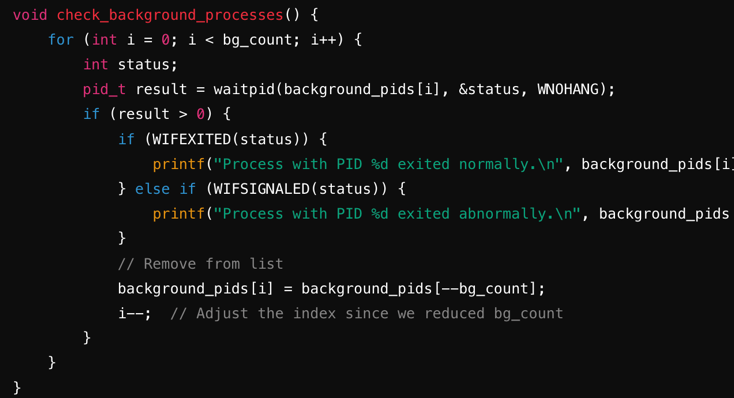 void check_background_processes() {
    for (int i = 0; i < bg_count; i++) {
        int status;
        pid_t result = waitpid(background_pids[i], &status, WNOHANG);
        if (result > 0) {
            if (WIFEXITED(status)) {
                printf("Process with PID %d exited normally.\n", background_pids[i]
            } else if (WIFSIGNALED(status)) {
                printf("Process with PID %d exited abnormally.\n", background_pids
            }
            // Remove from list
            background_pids[i] = background_pids[--bg_count];
            i--;  // Adjust the index since we reduced bg_count
        }
    }
}